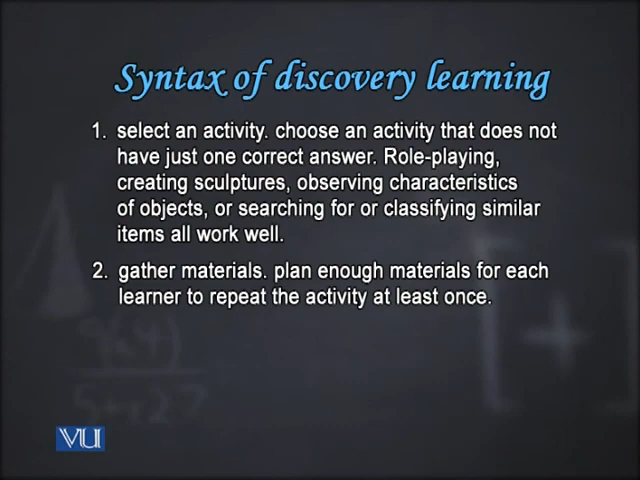 Syntax of discovery learning
1. select an activity. choose an activity that does not
have just one correct answer. Role-playing,
creating sculptures, observing characteristics
of objects, or searching for or classifying similar
items all work well.
2. gather materials. plan enough materials for each
learner to repeat the activity at least once.
VU